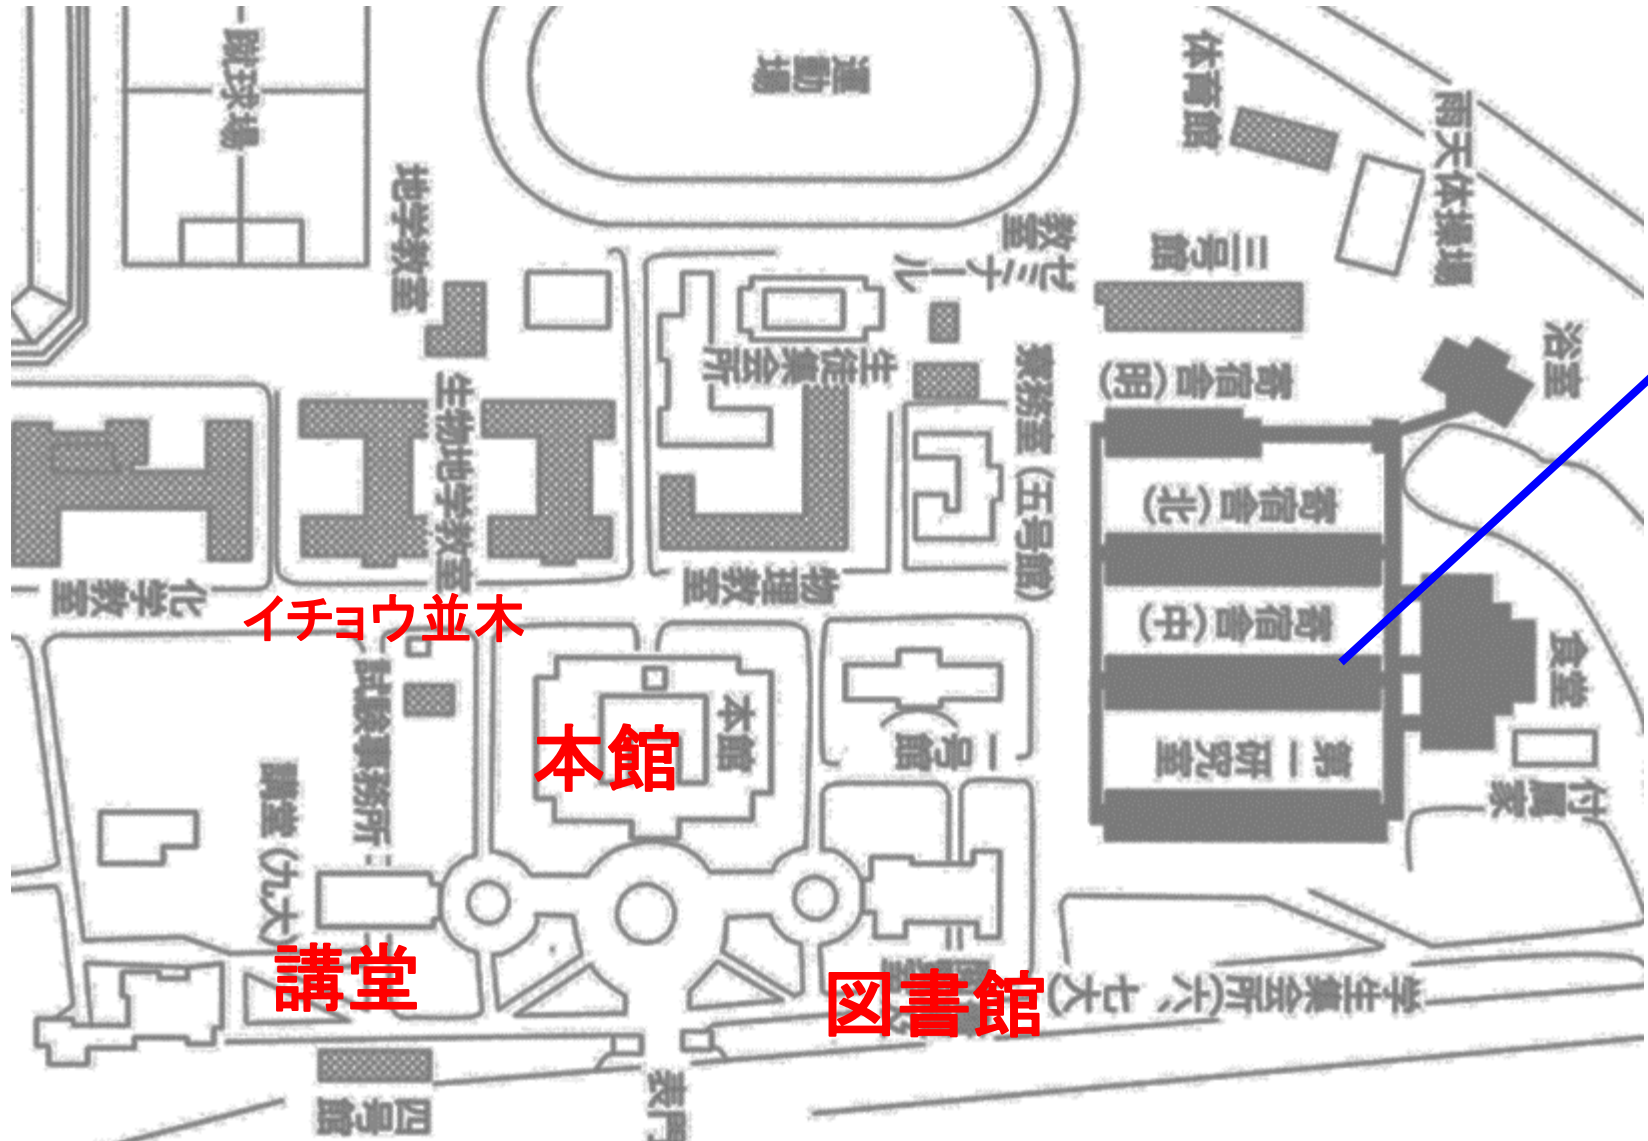 蹴球場
運動場
体育館
雨天体操場
地学教室
セミナール
教室
三号館
生徒集会所
業務室(五号館)
寄宿舎(明)
浴室
生物地学教室
寄宿舎(北)
化学教室
物理教室
イチョウ並木
寄宿舎(中)
食堂
試験事務所
本館
本館
二号館
第一研究室
付属家
講堂(九大)
講堂
図書館
学生集会所(六、七大)
四号館
表門